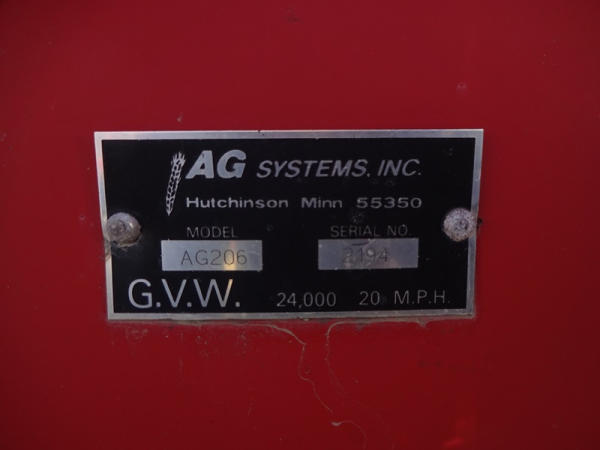 AG SYSTEMS, INC.
Hutchinson Minn 55350
MODEL SERIAL NO.
AG206 2194
G.V.W. 24,000 20 M.P.H.